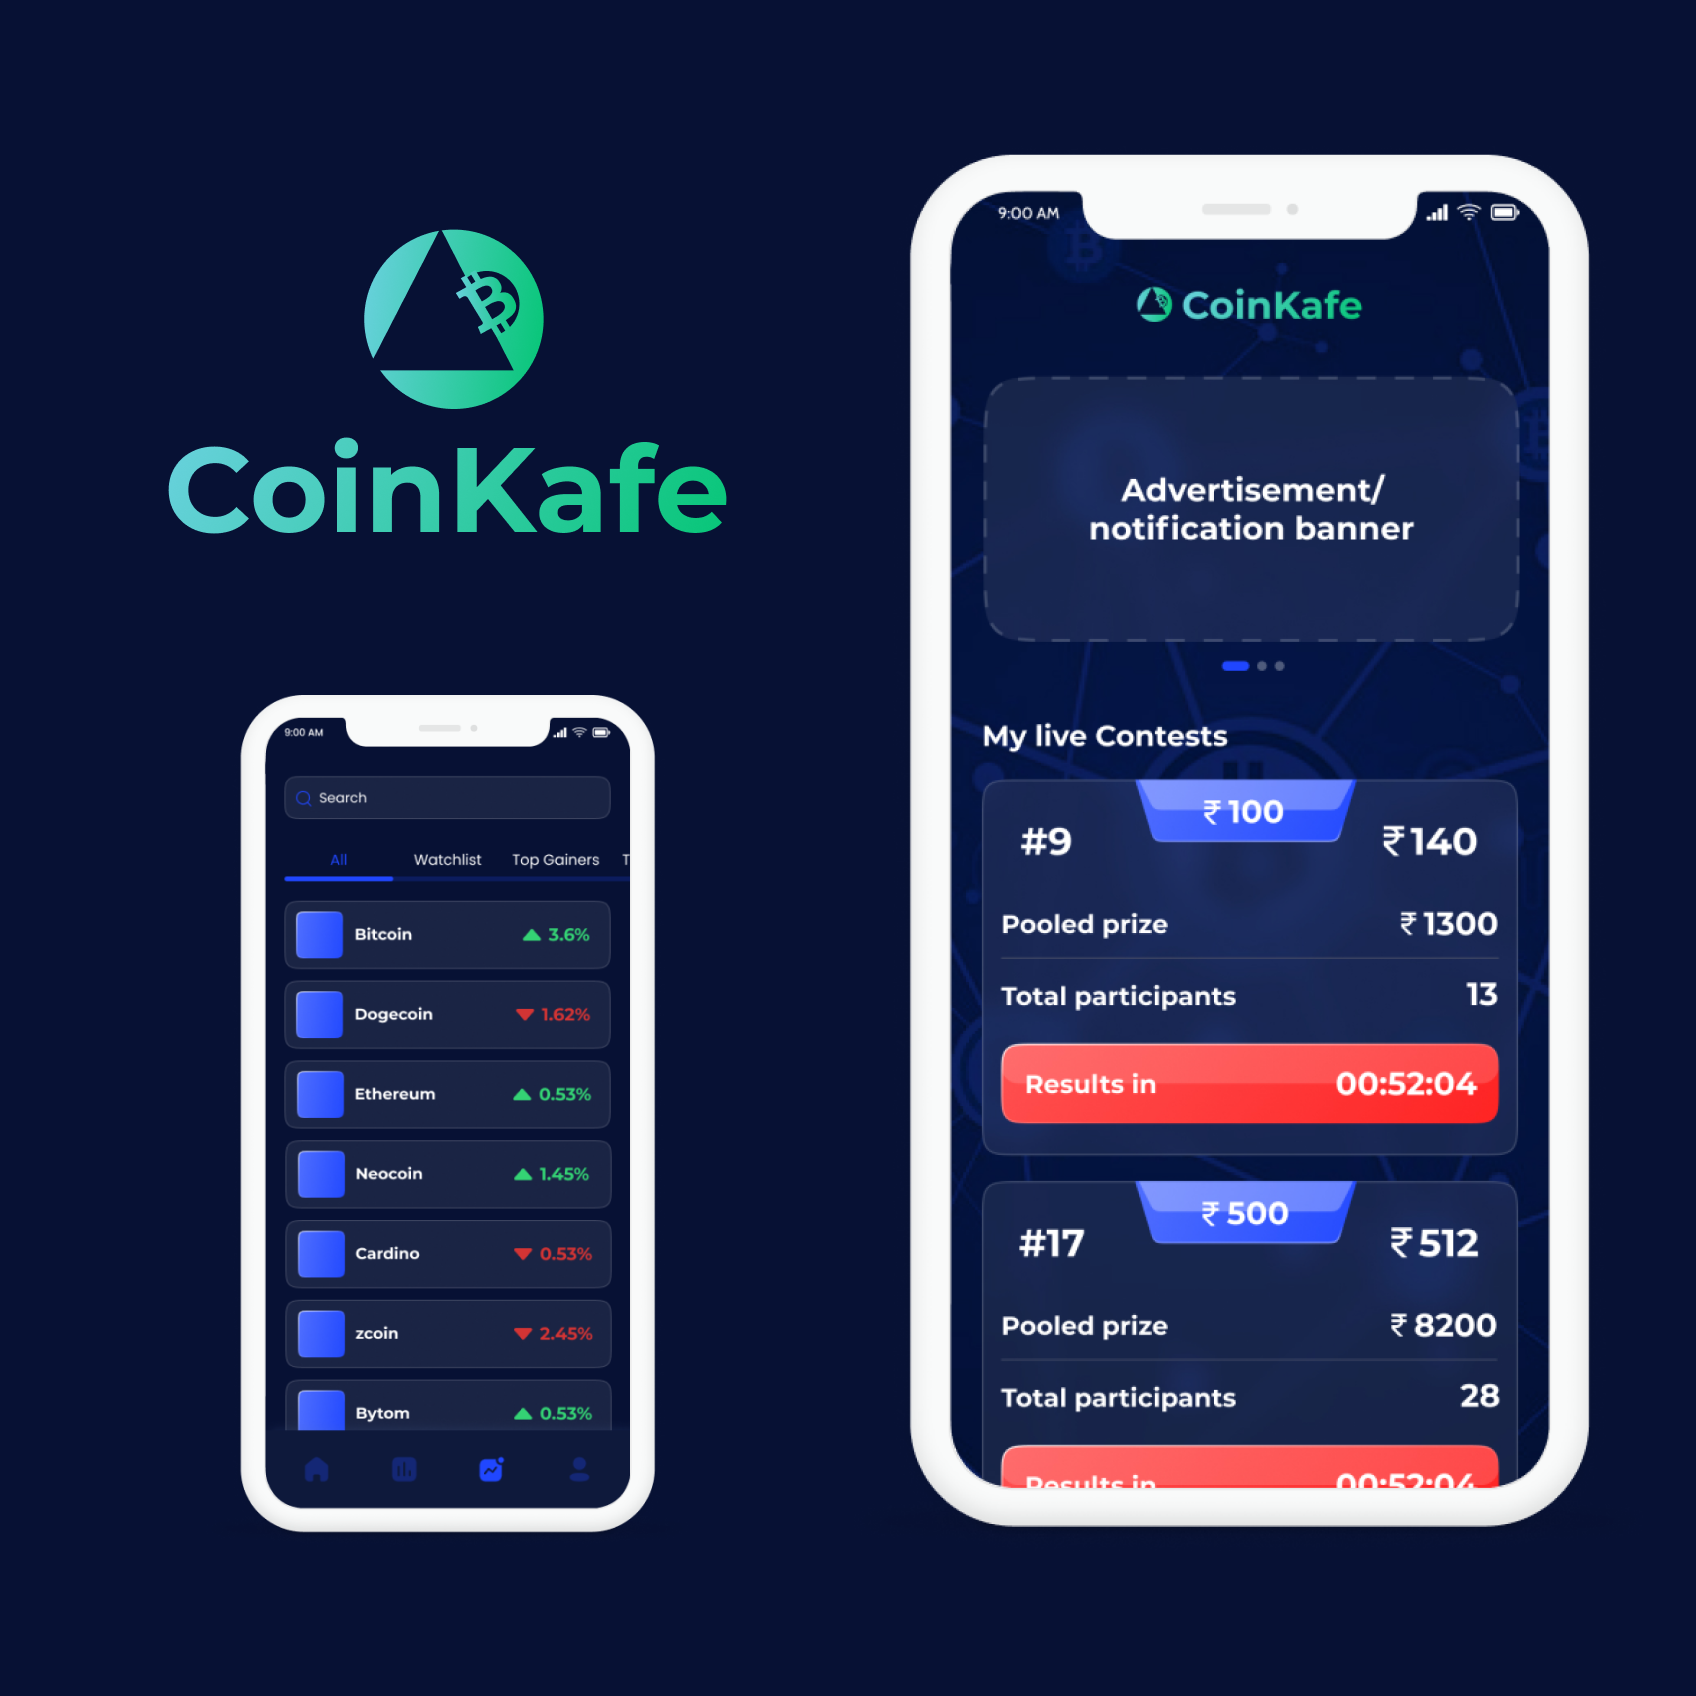 CoinKafe
9:00 AM
Search
All Watchlist Top Gainers T
Bitcoin 3.6%
Dogecoin 1.62%
Ethereum 0.53%
Neocoin 1.45%
Cardino 0.53%
zcoin 2.45%
Bytom 0.53%
9:00 AM
CoinKafe
Advertisement/
notification banner
My live Contests
₹100
#9 ₹140
Pooled prize ₹1300
Total participants 13
Results in 00:52:04
₹500
#17 ₹512
Pooled prize ₹8200
Total participants 28
Results in 00:52:04